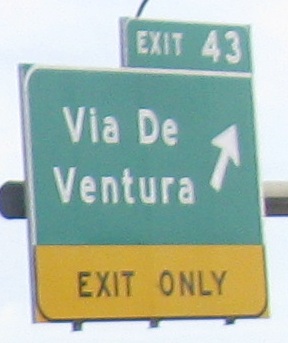 EXIT 43
Via De
Ventura
EXIT ONLY